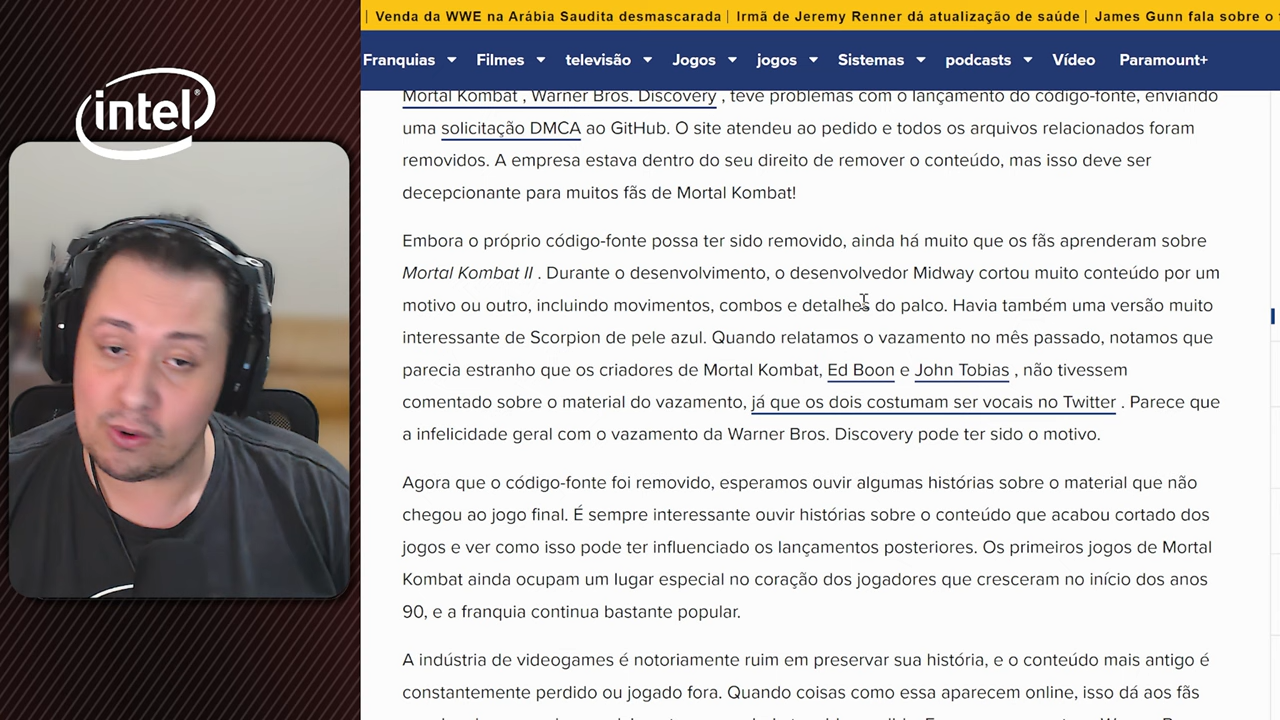 Venda da WWE na Arábia Saudita desmascarada | Irmã de Jeremy Renner dá atualização de saúde | James Gunn fala sobre o
Franquias Filmes televisão Jogos jogos Sistemas podcasts Vídeo Paramount+
intel
Mortal Kombat , Warner Bros. Discovery , teve problemas com o lançamento do código-fonte, enviando
uma solicitação DMCA ao GitHub. O site atendeu ao pedido e todos os arquivos relacionados foram
removidos. A empresa estava dentro do seu direito de remover o conteúdo, mas isso deve ser
decepcionante para muitos fãs de Mortal Kombat!
Embora o próprio código-fonte possa ter sido removido, ainda há muito que os fãs aprenderam sobre
Mortal Kombat II . Durante o desenvolvimento, o desenvolvedor Midway cortou muito conteúdo por um
motivo ou outro, incluindo movimentos, combos e detalhes do palco. Havia também uma versão muito
interessante de Scorpion de pele azul. Quando relatamos o vazamento no mês passado, notamos que
parecia estranho que os criadores de Mortal Kombat, Ed Boon e John Tobias , não tivessem
comentado sobre o material do vazamento, já que os dois costumam ser vocais no Twitter . Parece que
a infelicidade geral com o vazamento da Warner Bros. Discovery pode ter sido o motivo.
Agora que o código-fonte foi removido, esperamos ouvir algumas histórias sobre o material que não
chegou ao jogo final. É sempre interessante ouvir histórias sobre o conteúdo que acabou cortado dos
jogos e ver como isso pode ter influenciado os lançamentos posteriores. Os primeiros jogos de Mortal
Kombat ainda ocupam um lugar especial no coração dos jogadores que cresceram no início dos anos
90, e a franquia continua bastante popular.
A indústria de videogames é notoriamente ruim em preservar sua história, e o conteúdo mais antigo é
constantemente perdido ou jogado fora. Quando coisas como essa aparecem online, isso dá aos fãs